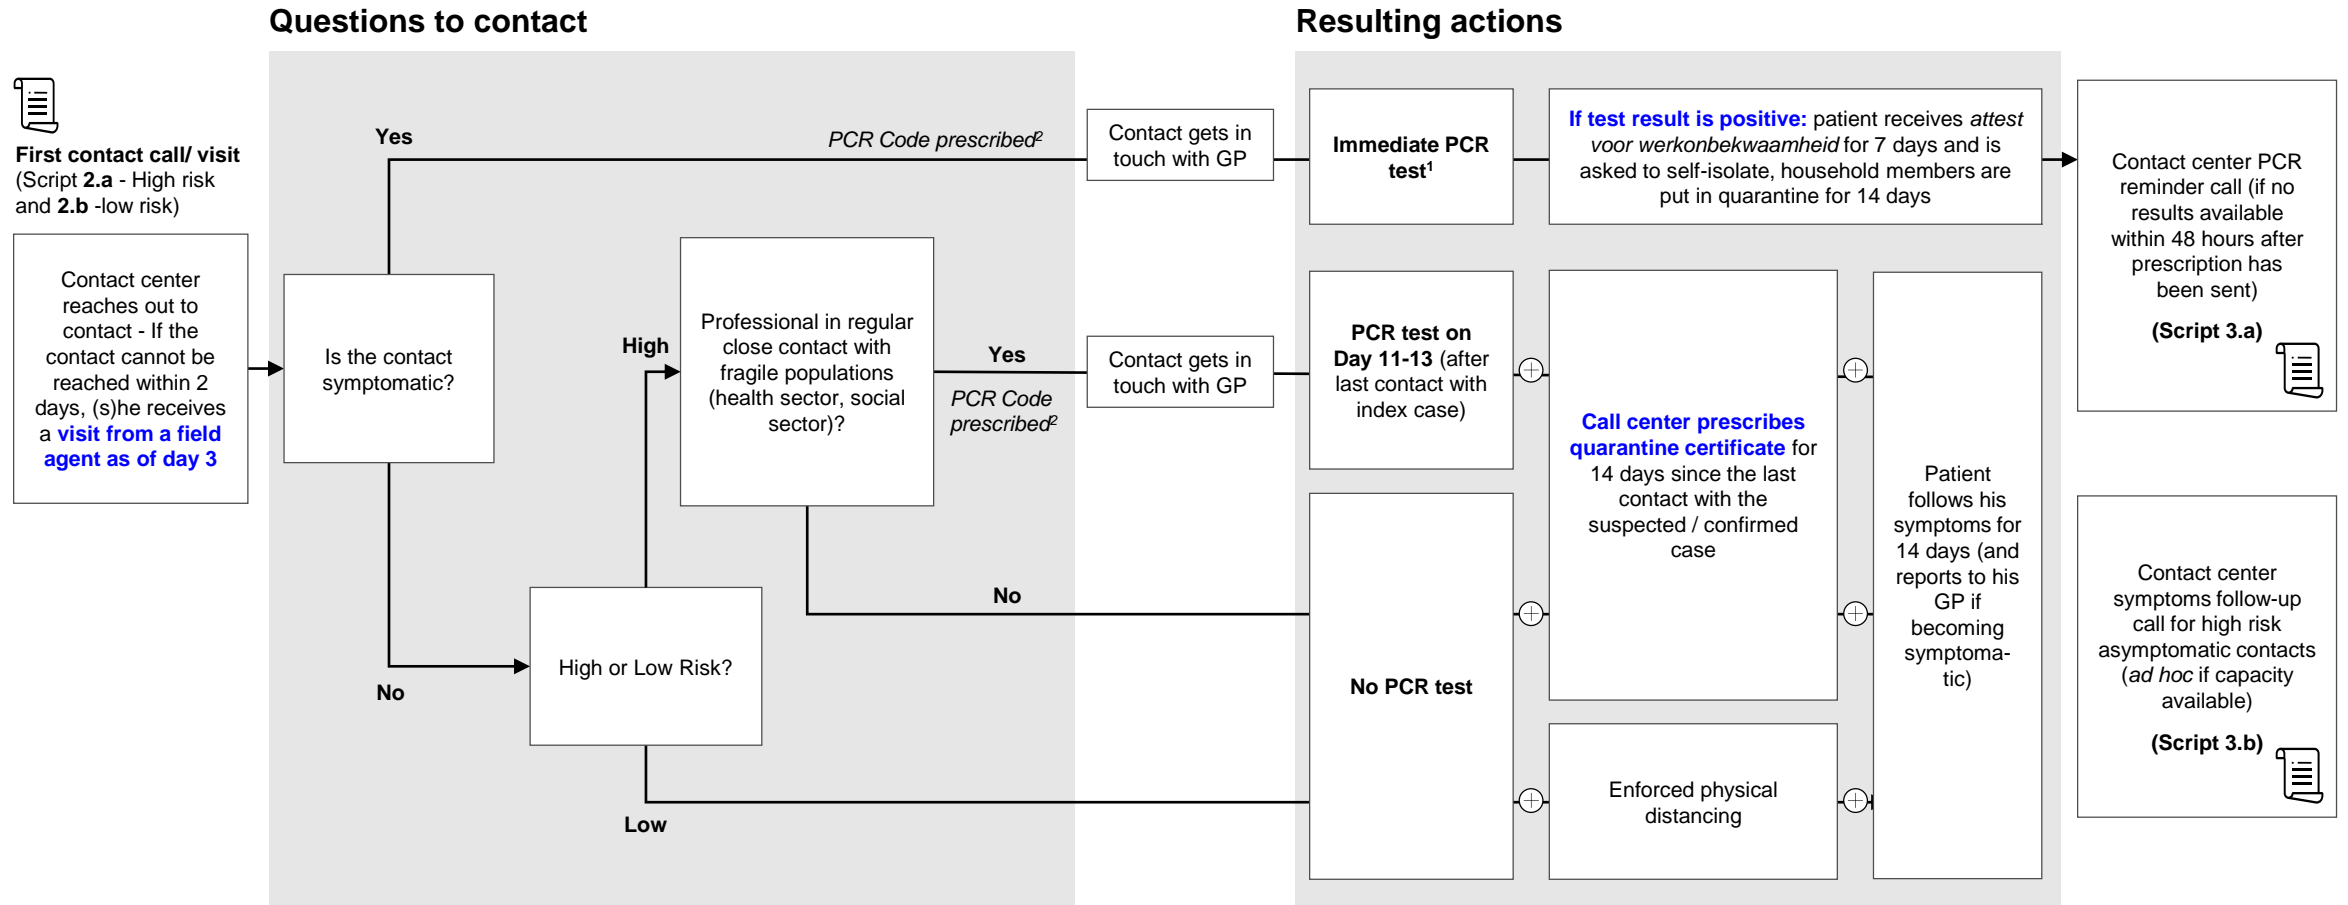 Questions to contact
Resulting actions
First contact call/ visit
(Script 2.a - High risk
and 2.b -low risk)
Contact center
reaches out to
contact - If the
contact cannot be
reached within 2
days, (s)he receives
a visit from a field
agent as of day 3
Is the contact
symptomatic?
Yes
PCR Code prescribed²
Contact gets in
touch with GP
Immediate PCR
test¹
If test result is positive: patient receives attest
voor werkonbekwaamheid for 7 days and is
asked to self-isolate, household members are
put in quarantine for 14 days
Contact center PCR
reminder call (if no
results available
within 48 hours after
prescription has
been sent)
(Script 3.a)
No
High or Low Risk?
High
Professional in regular
close contact with
fragile populations
(health sector, social
sector)?
Yes
PCR Code
prescribed²
Contact gets in
touch with GP
PCR test on
Day 11-13 (after
last contact with
index case)
Call center prescribes
quarantine certificate for
14 days since the last
contact with the
suspected / confirmed
case
Patient
follows his
symptoms for
14 days (and
reports to his
GP if
becoming
symptoma-
tic)
No
No PCR test
Low
Enforced physical
distancing
Contact center
symptoms follow-up
call for high risk
asymptomatic contacts
(ad hoc if capacity
available)
(Script 3.b)